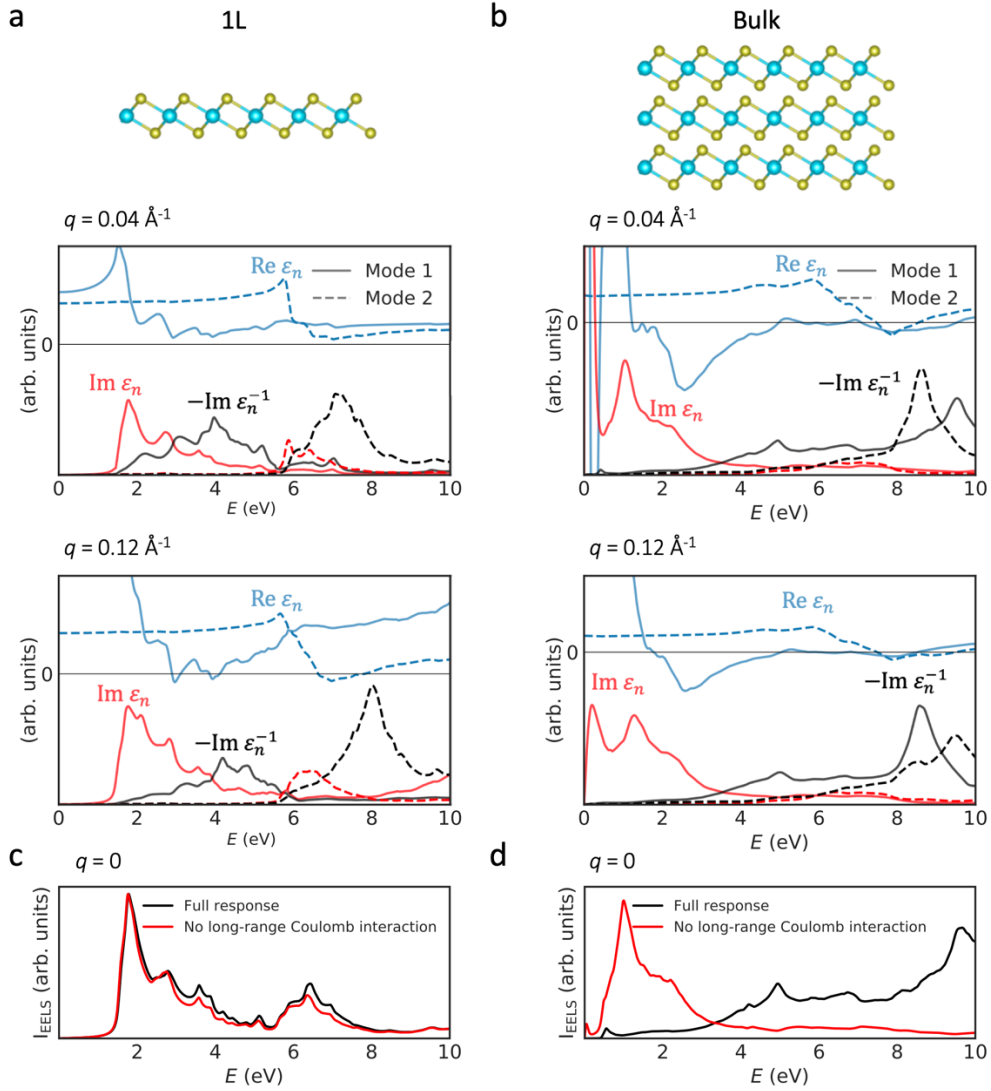 a
1L
b
Bulk
q = 0.04 Å⁻¹
Re εₙ
Mode 1
Mode 2
0
Im εₙ
−Im εₙ⁻¹
(arb. units)
0 2 4 6 8 10
E (eV)
q = 0.04 Å⁻¹
Re εₙ
Mode 1
Mode 2
0
Im εₙ
−Im εₙ⁻¹
(arb. units)
0 2 4 6 8 10
E (eV)
q = 0.12 Å⁻¹
Re εₙ
0
Im εₙ
−Im εₙ⁻¹
(arb. units)
0 2 4 6 8 10
E (eV)
q = 0.12 Å⁻¹
Re εₙ
0
Im εₙ
−Im εₙ⁻¹
(arb. units)
0 2 4 6 8 10
E (eV)
c
q = 0
Full response
No long-range Coulomb interaction
I_EELS (arb. units)
2 4 6 8 10
E (eV)
d
q = 0
Full response
No long-range Coulomb interaction
I_EELS (arb. units)
0 2 4 6 8 10
E (eV)